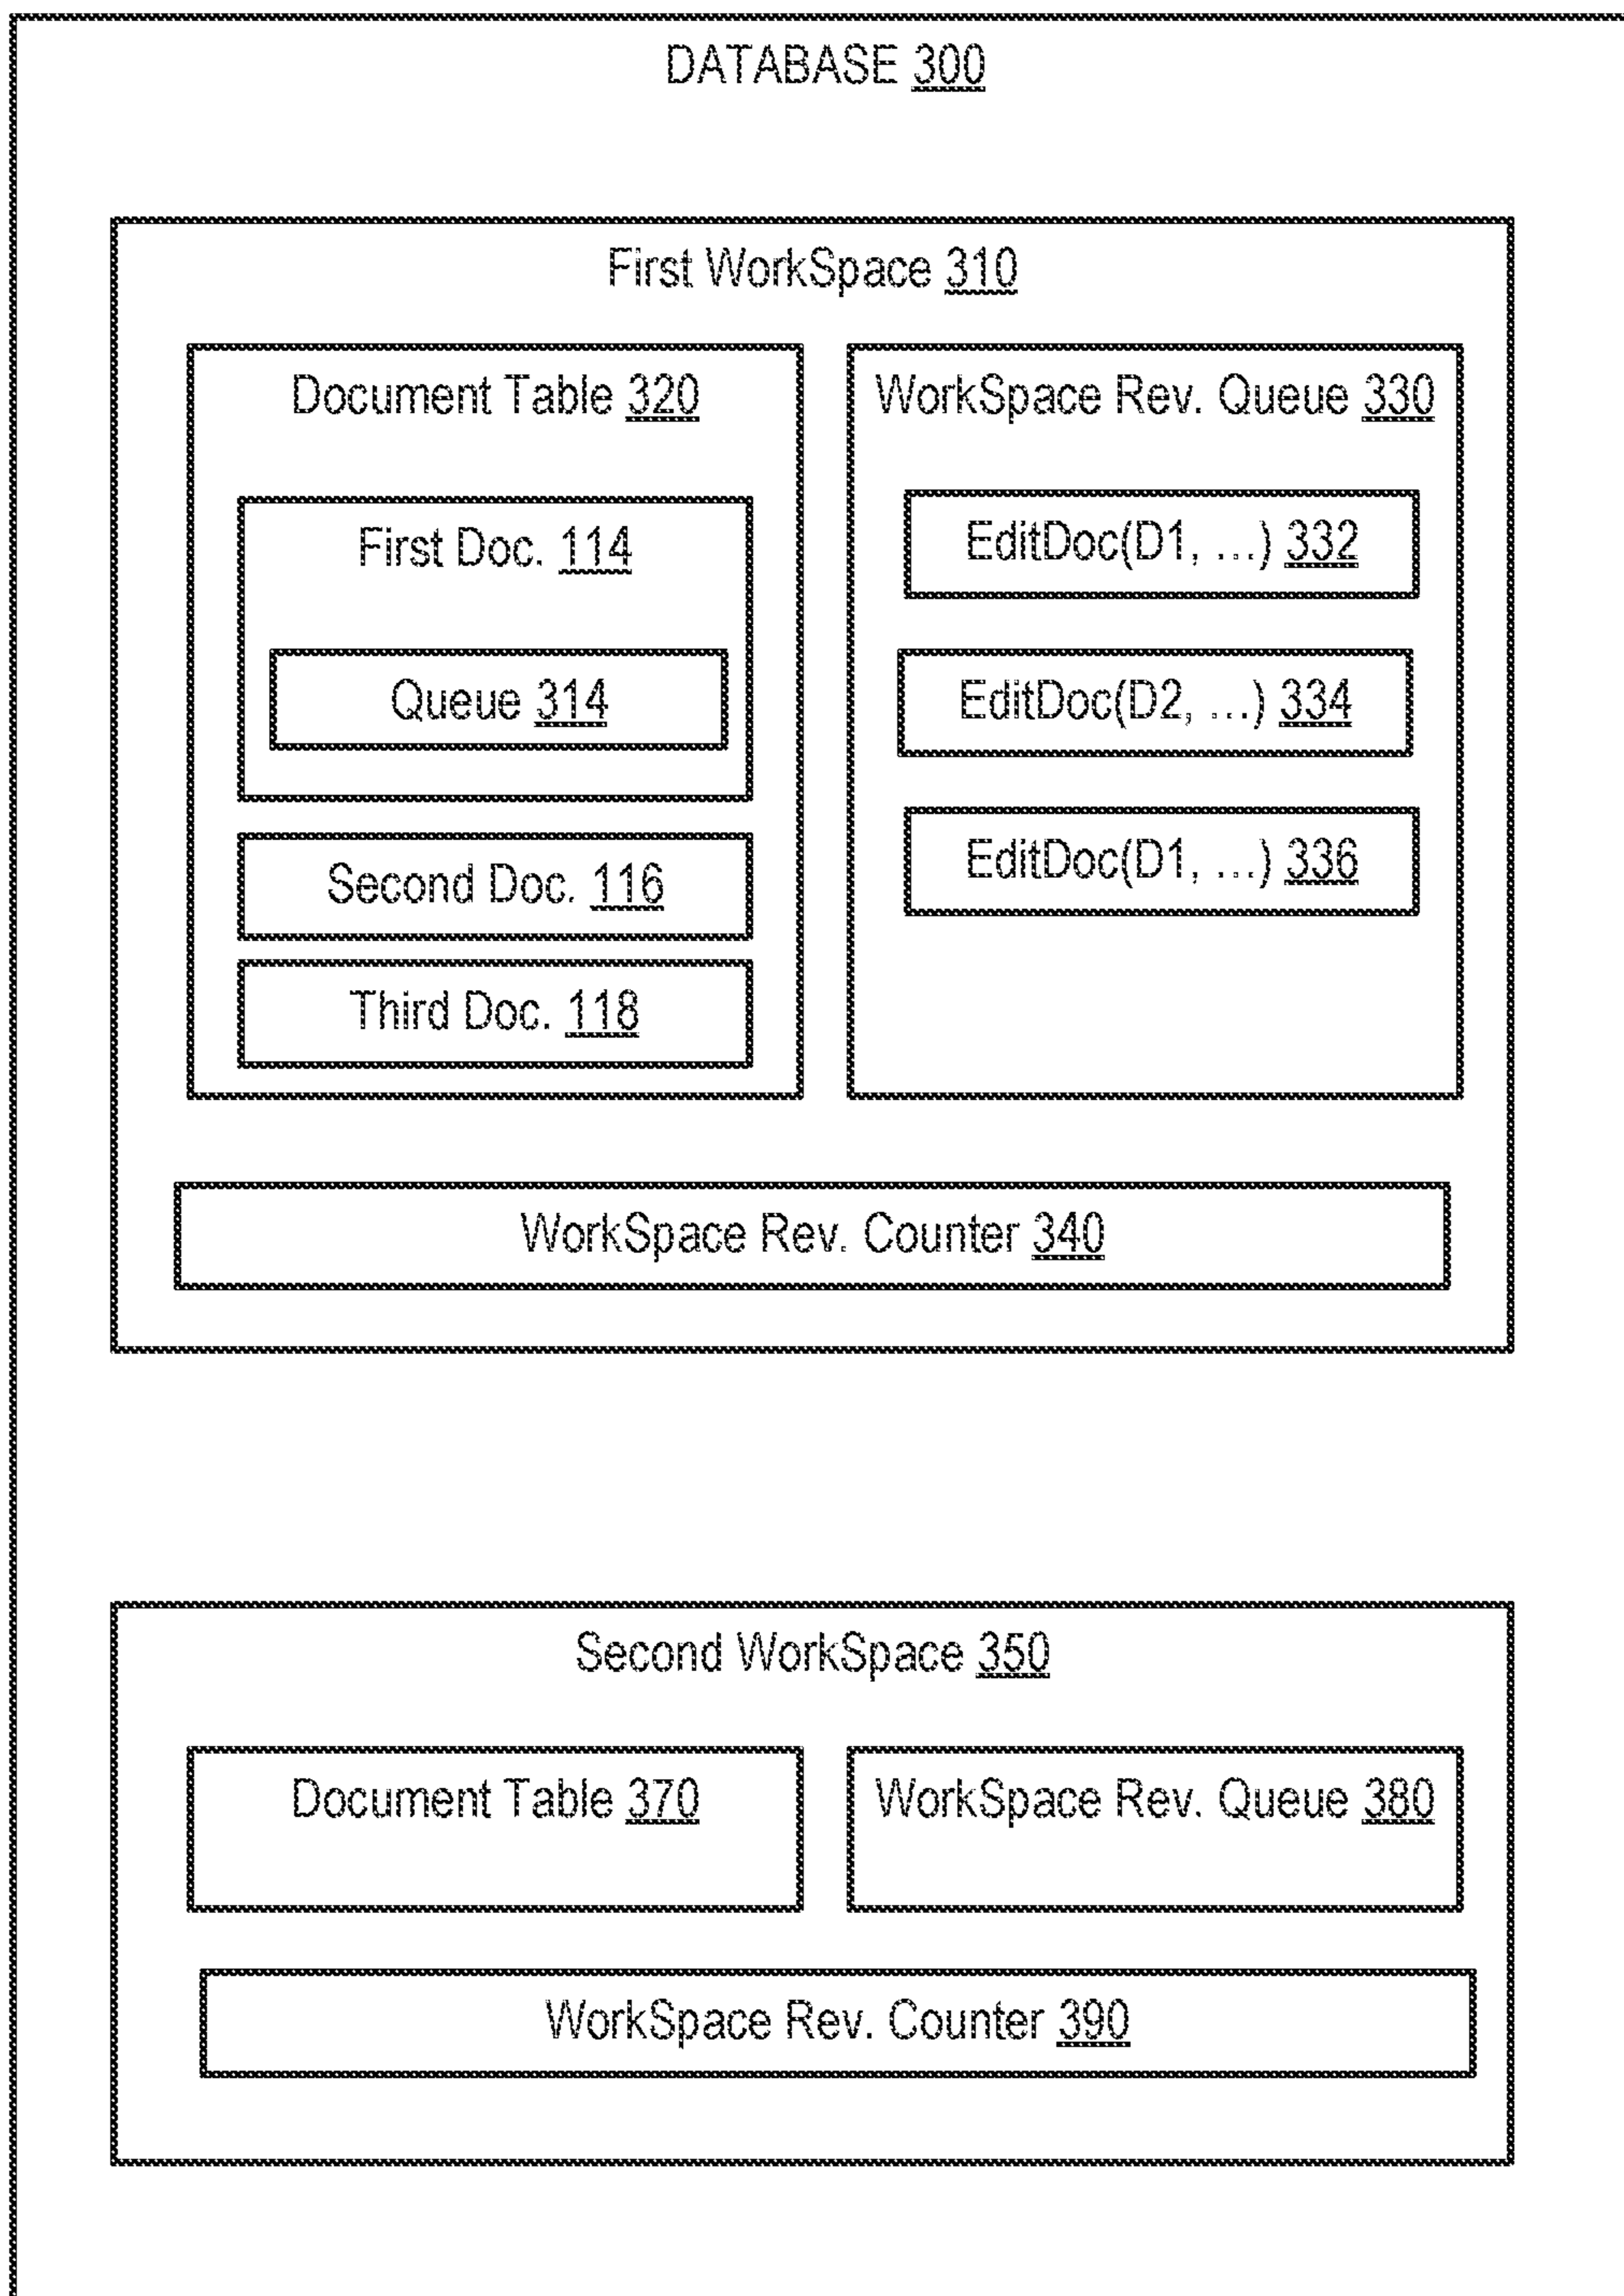 DATABASE 300
First WorkSpace 310
Document Table 320
First Doc. 114
Queue 314
Second Doc. 116
Third Doc. 118
WorkSpace Rev. Queue 330
EditDoc(D1, ...) 332
EditDoc(D2, ...) 334
EditDoc(D1, ...) 336
WorkSpace Rev. Counter 340
Second WorkSpace 350
Document Table 370
WorkSpace Rev. Queue 380
WorkSpace Rev. Counter 390